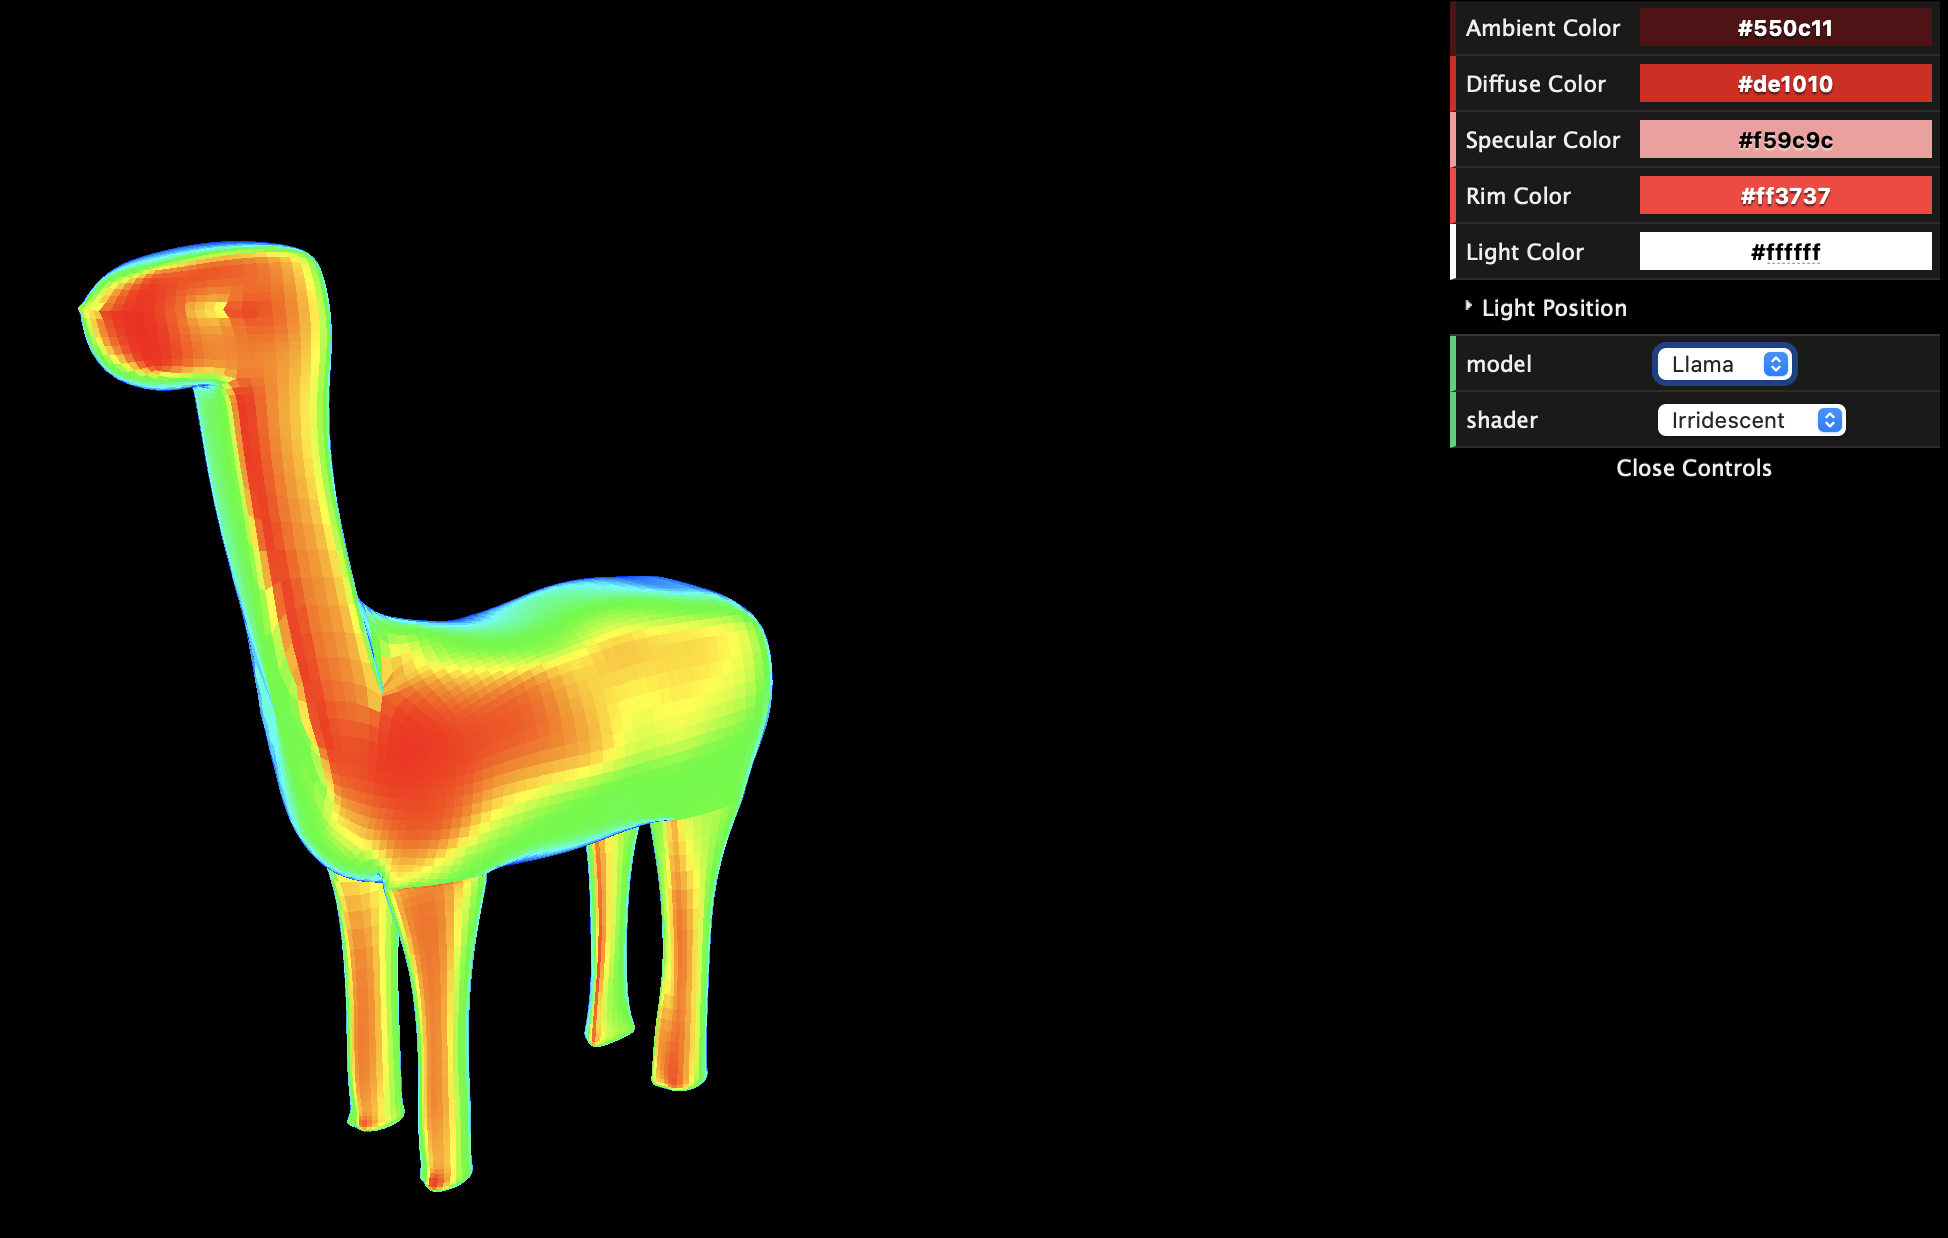 Ambient Color #550c11
Diffuse Color #de1010
Specular Color #f59c9c
Rim Color #ff3737
Light Color #ffffff
Light Position
model Llama
shader Irridescent
Close Controls